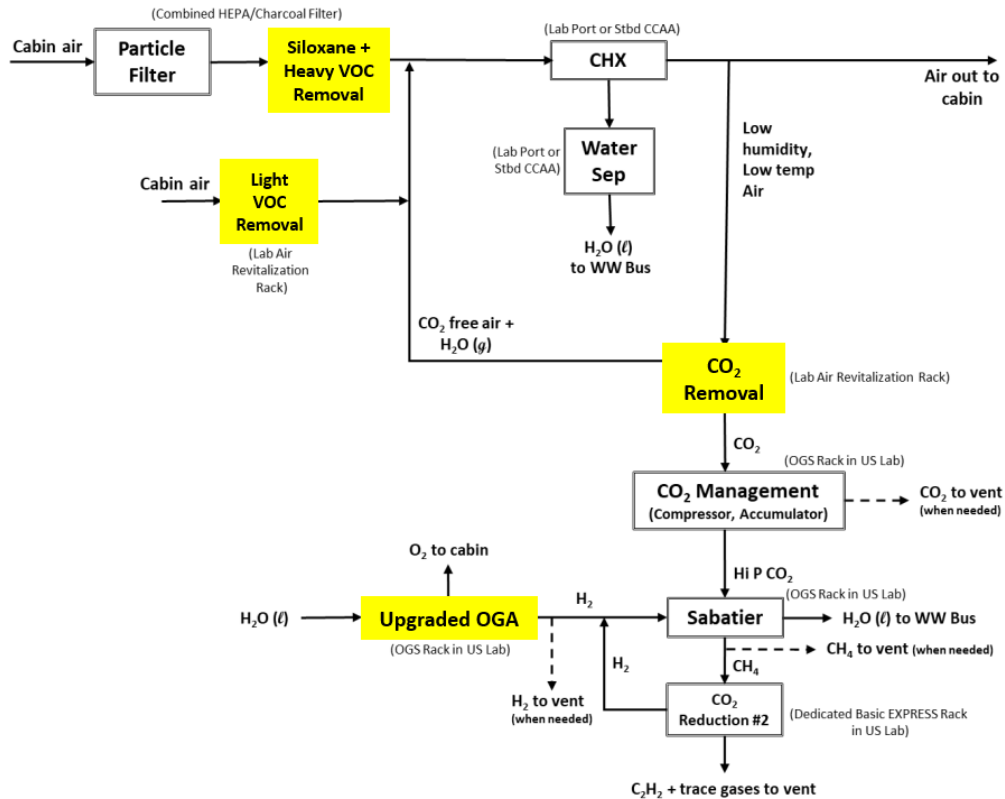 (Combined HEPA/Charcoal Filter)
Cabin air
Particle
Filter
Siloxane +
Heavy VOC
Removal
(Lab Port or Stbd CCAA)
CHX
Air out to
cabin
(Lab Port or
Stbd CCAA)
Water
Sep
Low
humidity,
Low temp
Air
Cabin air
Light
VOC
Removal
(Lab Air
Revitalization
Rack)
H₂O (ℓ)
to WW Bus
CO₂ free air +
H₂O (g)
CO₂
Removal
(Lab Air Revitalization Rack)
CO₂
(OGS Rack in US Lab)
CO₂ Management
(Compressor, Accumulator)
CO₂ to vent
(when needed)
O₂ to cabin
Hi P CO₂
(OGS Rack in US Lab)
H₂O (ℓ)
Upgraded OGA
(OGS Rack in US Lab)
H₂
Sabatier
H₂O (ℓ) to WW Bus
CH₄ to vent (when needed)
H₂
CH₄
H₂ to vent
(when needed)
CO₂
Reduction #2
(Dedicated Basic EXPRESS Rack
in US Lab)
C₂H₂ + trace gases to vent